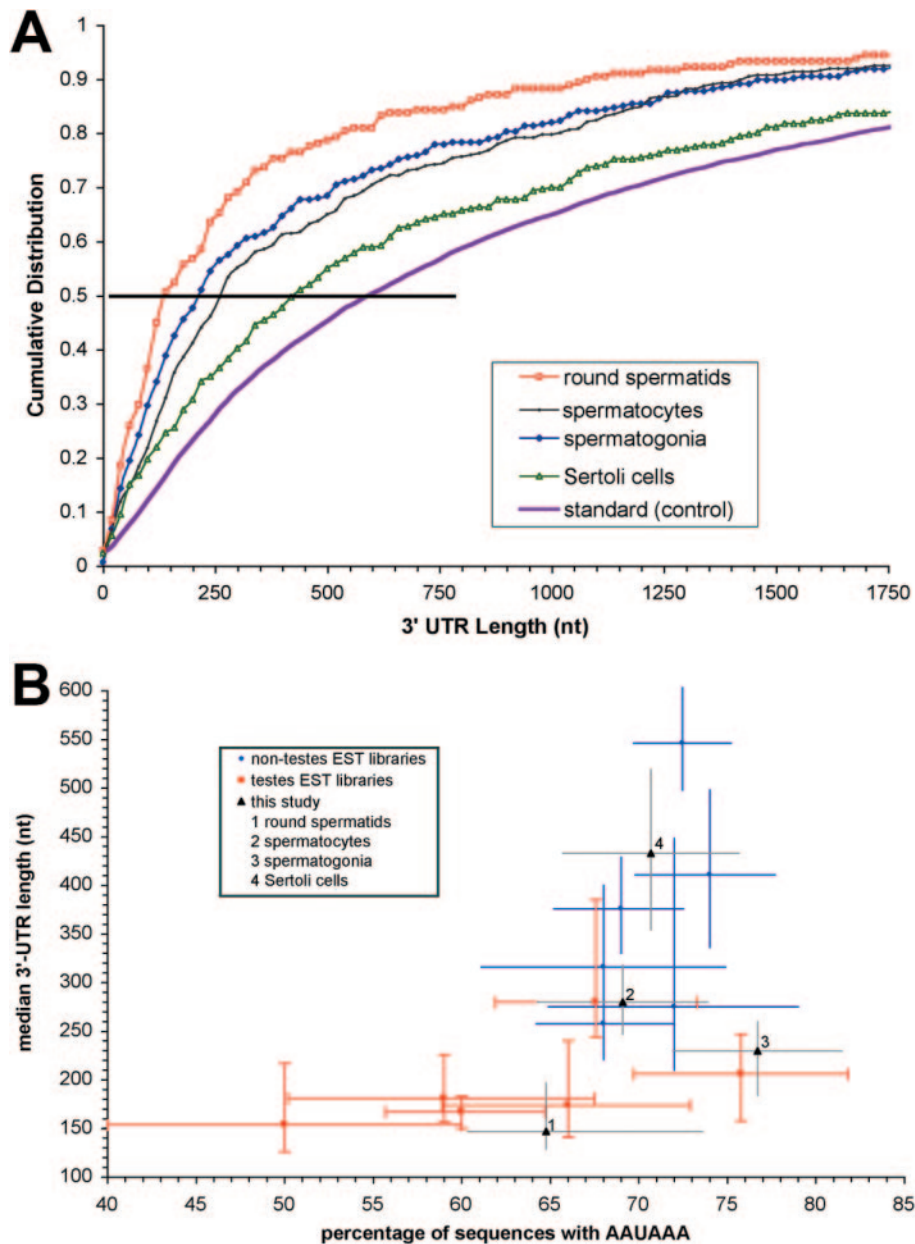 A
1
0.9
0.8
0.7
0.6
0.5
0.4
0.3
0.2
0.1
0
Cumulative Distribution
round spermatids
spermatocytes
spermatogonia
Sertoli cells
standard (control)
0 250 500 750 1000 1250 1500 1750
3' UTR Length (nt)
B
600
550
500
450
400
350
300
250
200
150
100
median 3'-UTR length (nt)
non-testes EST libraries
testes EST libraries
this study
1 round spermatids
2 spermatocytes
3 spermatogonia
4 Sertoli cells
4
2
3
1
40 45 50 55 60 65 70 75 80 85
percentage of sequences with AAUAAA